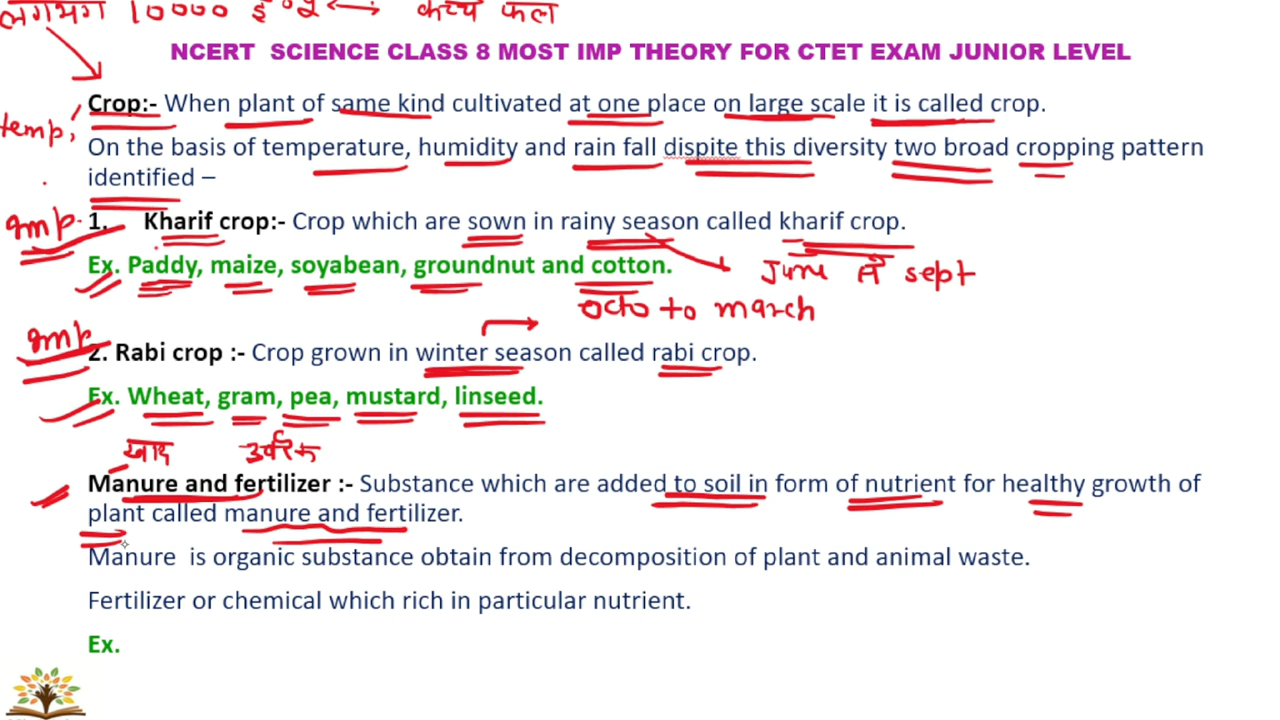 लगभग 10000 ई०पू ⟷ कच्चे फल
NCERT SCIENCE CLASS 8 MOST IMP THEORY FOR CTET EXAM JUNIOR LEVEL
Crop:- When plant of same kind cultivated at one place on large scale it is called crop.
temp,
On the basis of temperature, humidity and rain fall dispite this diversity two broad cropping pattern
identified –
Imp. 1. Kharif crop:- Crop which are sown in rainy season called kharif crop.
Ex. Paddy, maize, soyabean, groundnut and cotton.
June से sept
octo to march
Imp 2. Rabi crop :- Crop grown in winter season called rabi crop.
Ex. Wheat, gram, pea, mustard, linseed.
खाद उर्वरक
Manure and fertilizer :- Substance which are added to soil in form of nutrient for healthy growth of
plant called manure and fertilizer.
Manure is organic substance obtain from decomposition of plant and animal waste.
Fertilizer or chemical which rich in particular nutrient.
Ex.